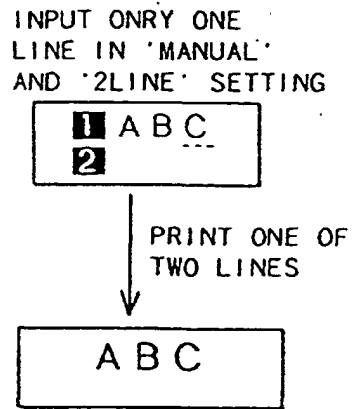 INPUT ONRY ONE
LINE IN 'MANUAL'
AND '2LINE' SETTING
1 A B C
2
PRINT ONE OF
TWO LINES
A B C